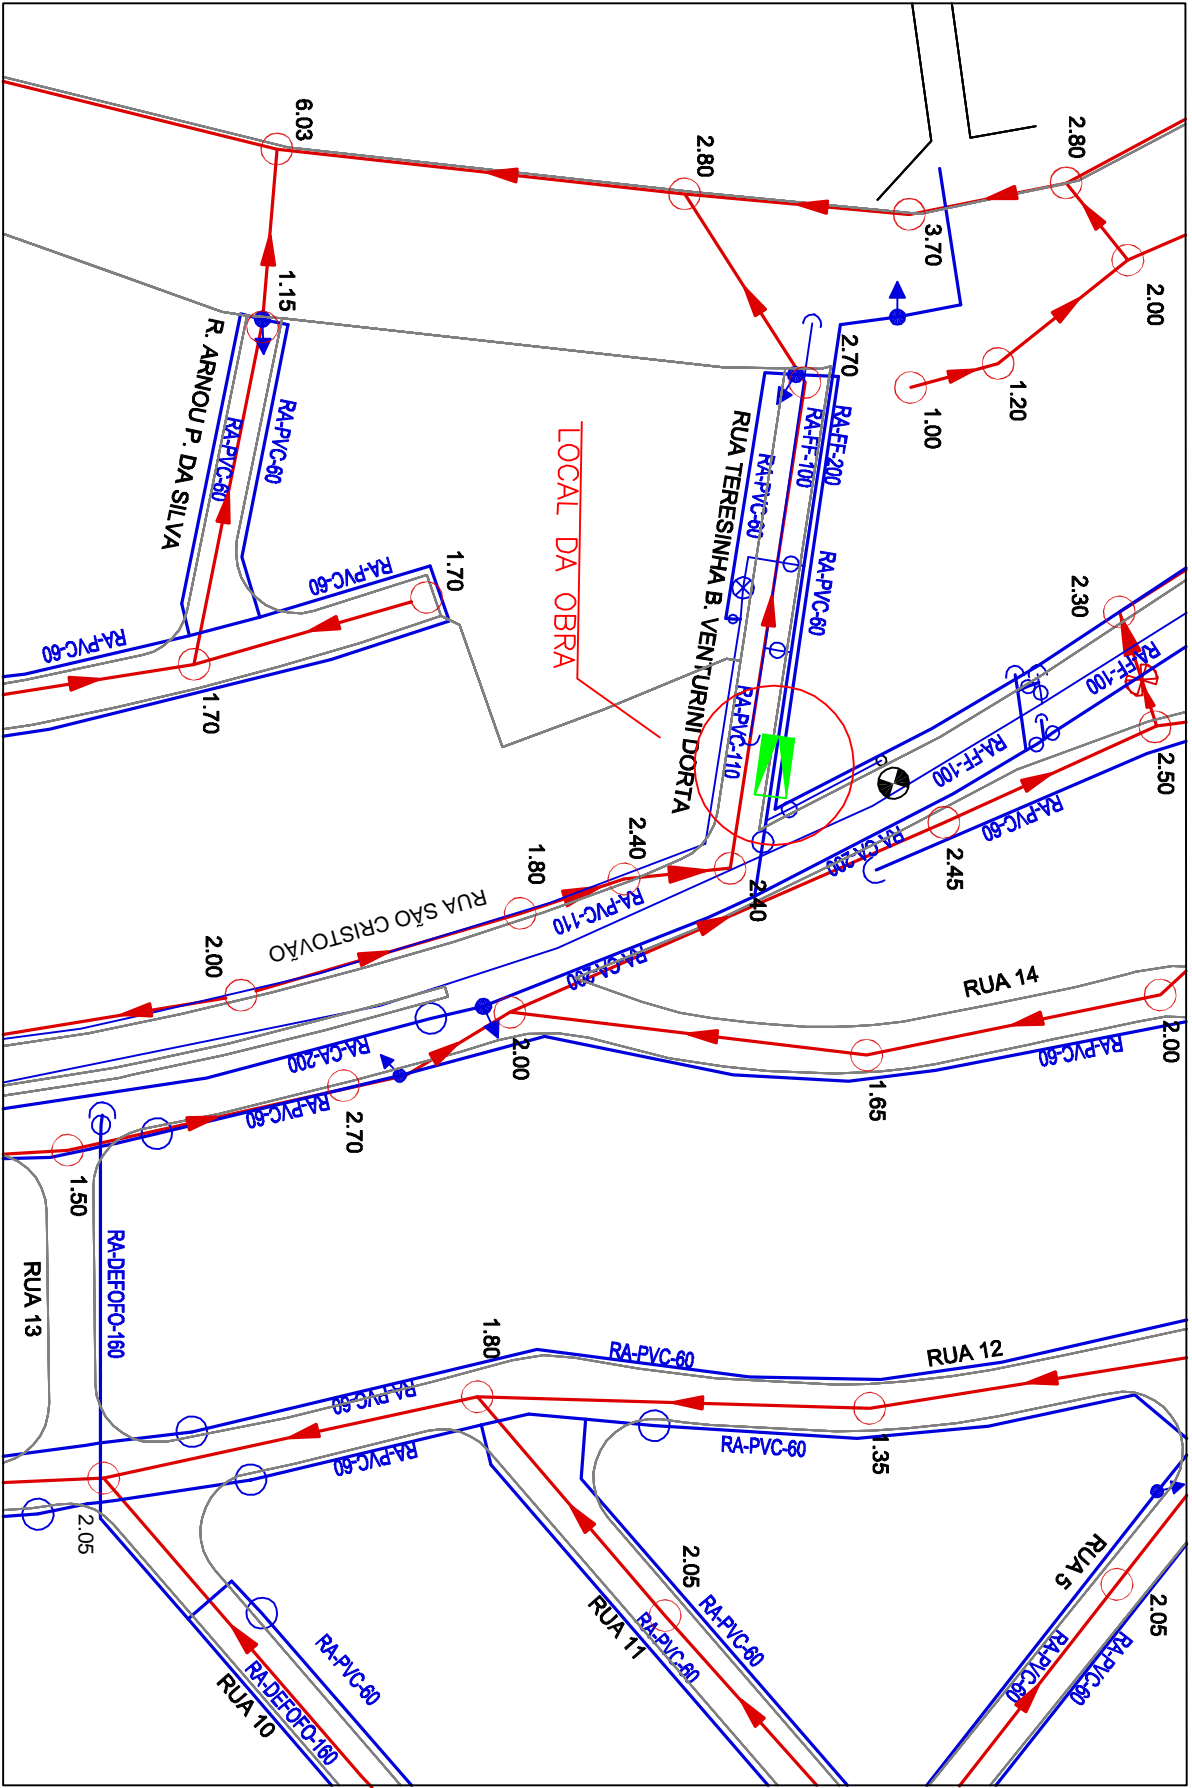 6.03
2.80
2.80
3.70
2.00
1.15
2.70
1.20
1.00
R. ARNOU P. DA SILVA
RA-PVC-60
RA-PVC-60
RUA TERESINHA B. VENTURINI DORTA
RA-PVC-60
RA-FF-100
RA-FF-200
RA-PVC-60
LOCAL DA OBRA
RA-PVC-60
1.70
RA-PVC-60
1.70
2.30
RA-FF-100
RA-PVC-110
RA-FF-100
2.50
RA-PVC-60
2.45
RA-CA-200
2.40
1.80
2.40
RA-PVC-110
RUA SÃO CRISTOVÃO
2.00
RA-CA-200
RUA 14
2.00
RA-CA-200
2.00
RA-PVC-60
1.65
RA-PVC-60
2.70
1.50
RA-DEFOFO-160
RUA 13
1.80
RA-PVC-60
RUA 12
RA-PVC-60
RA-PVC-60
RA-PVC-60
1.35
2.05
2.05
RUA 5
2.05
RUA 11
RA-PVC-60
RA-PVC-60
RA-PVC-60
RA-PVC-60
RA-PVC-60
RA-DEFOFO-160
RUA 10